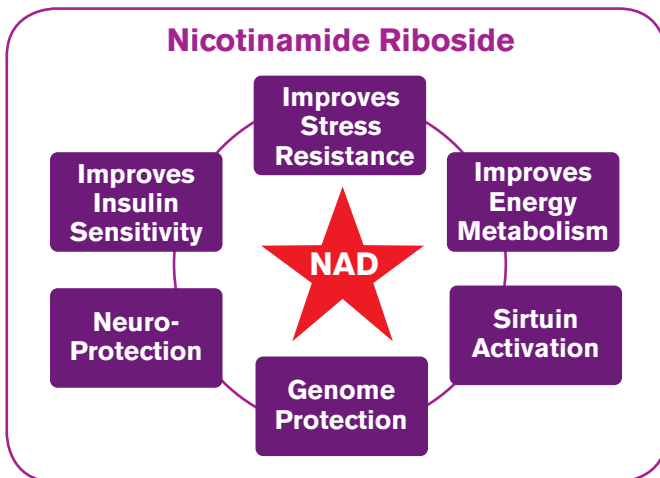 Nicotinamide Riboside
Improves
Stress
Resistance
Improves
Insulin
Sensitivity
Improves
Energy
Metabolism
NAD
Neuro-
Protection
Sirtuin
Activation
Genome
Protection